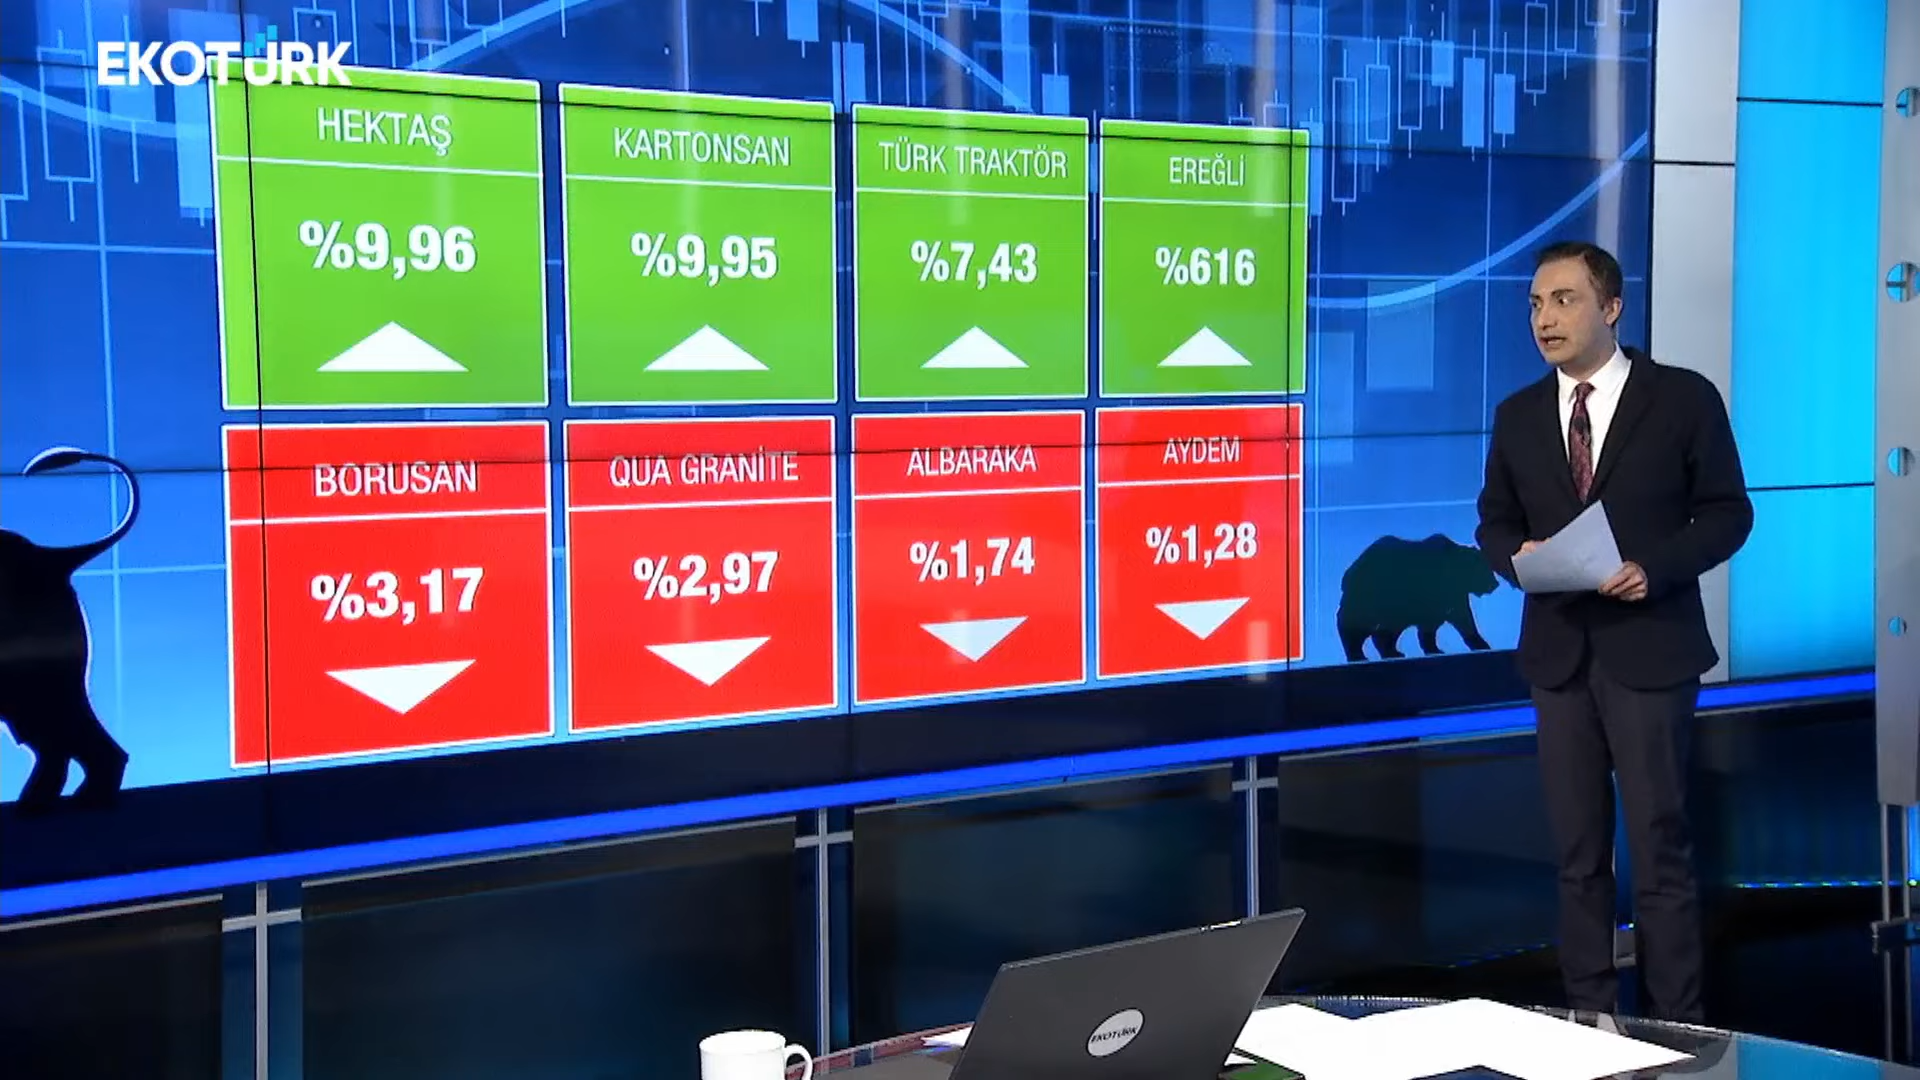 EKOTÜRK
HEKTAŞ
%9,96
KARTONSAN
%9,95
TÜRK TRAKTÖR
%7,43
EREĞLİ
%616
BORUSAN
%3,17
QUA GRANİTE
%2,97
ALBARAKA
%1,74
AYDEM
%1,28
EKOTÜRK